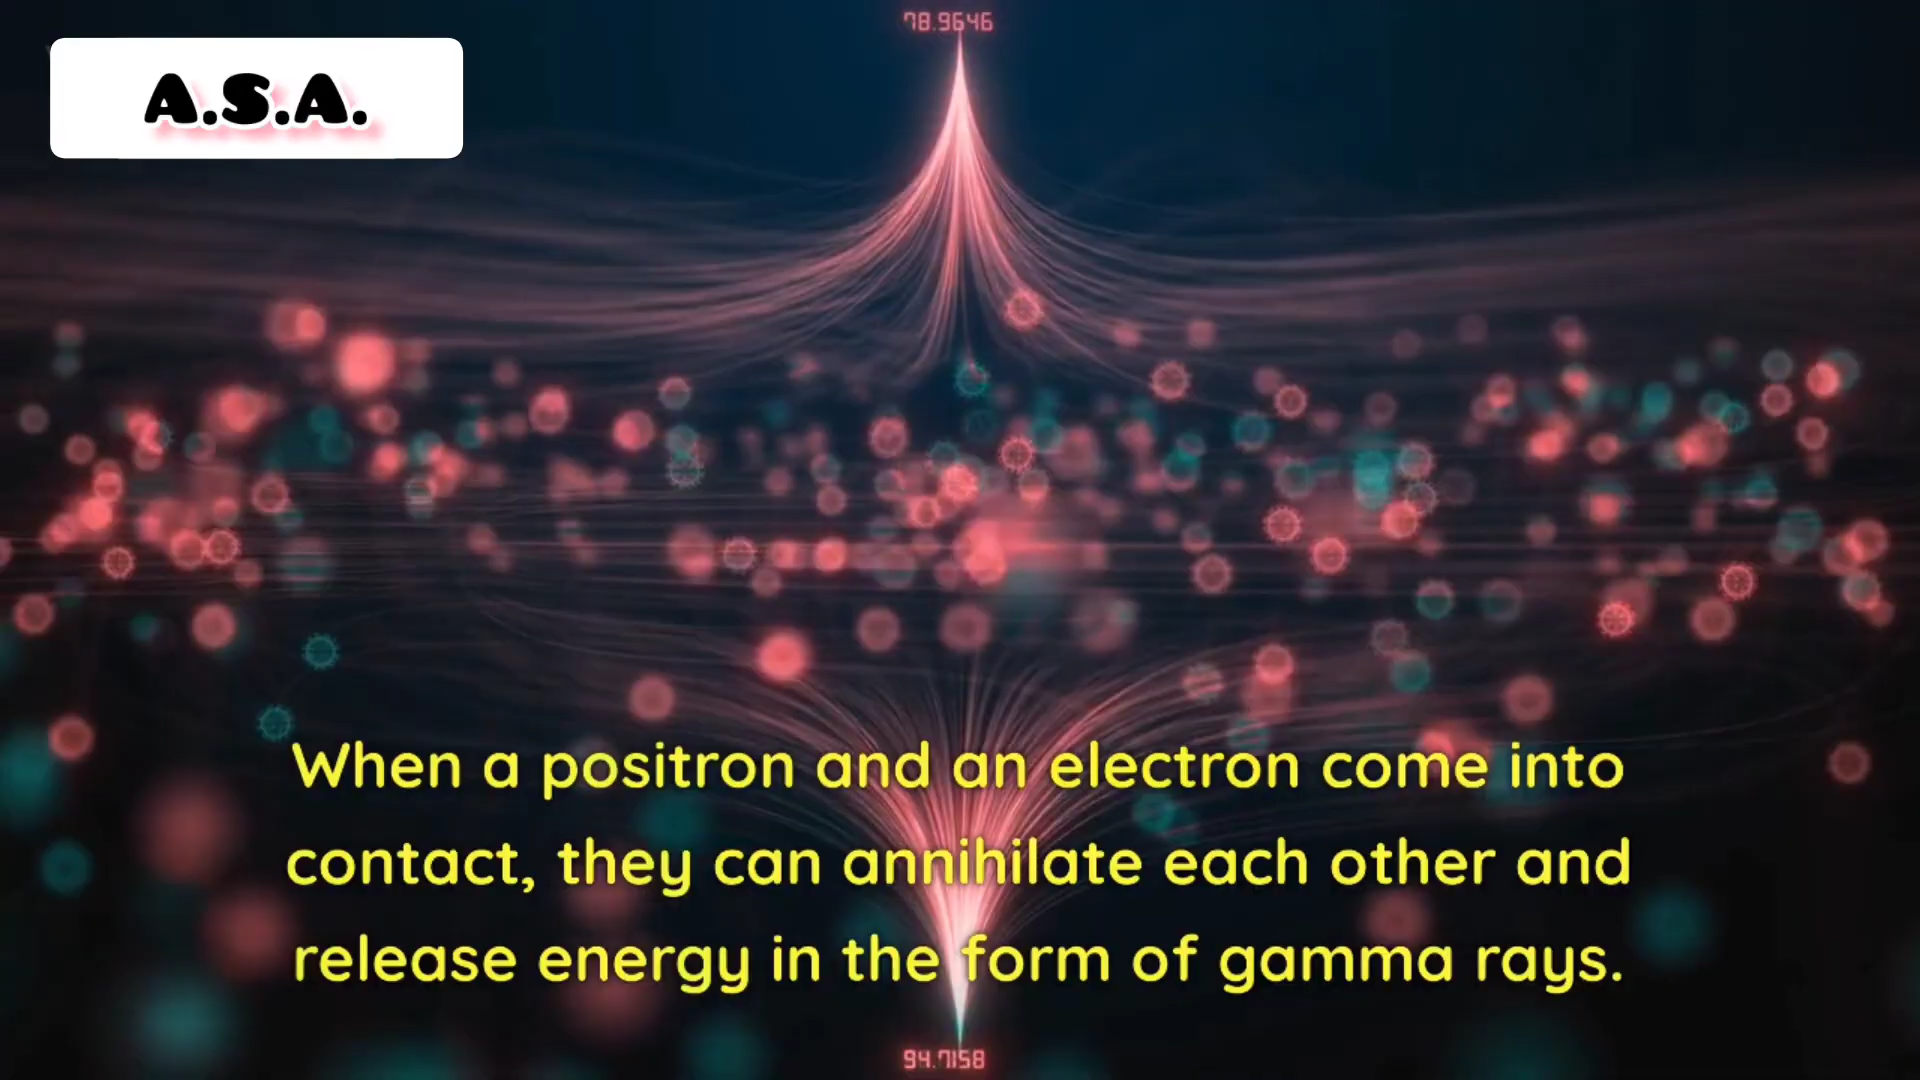 78.9646
A.S.A.
When a positron and an electron come into
contact, they can annihilate each other and
release energy in the form of gamma rays.
94.7158